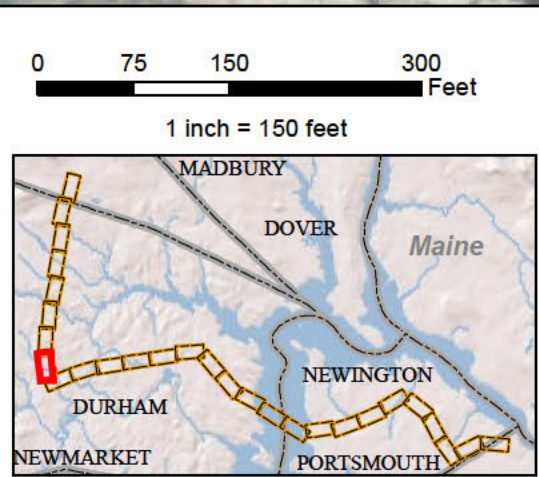 0 75 150 300
Feet
1 inch = 150 feet
MADBURY
DOVER
Maine
NEWINGTON
DURHAM
NEWMARKET
PORTSMOUTH